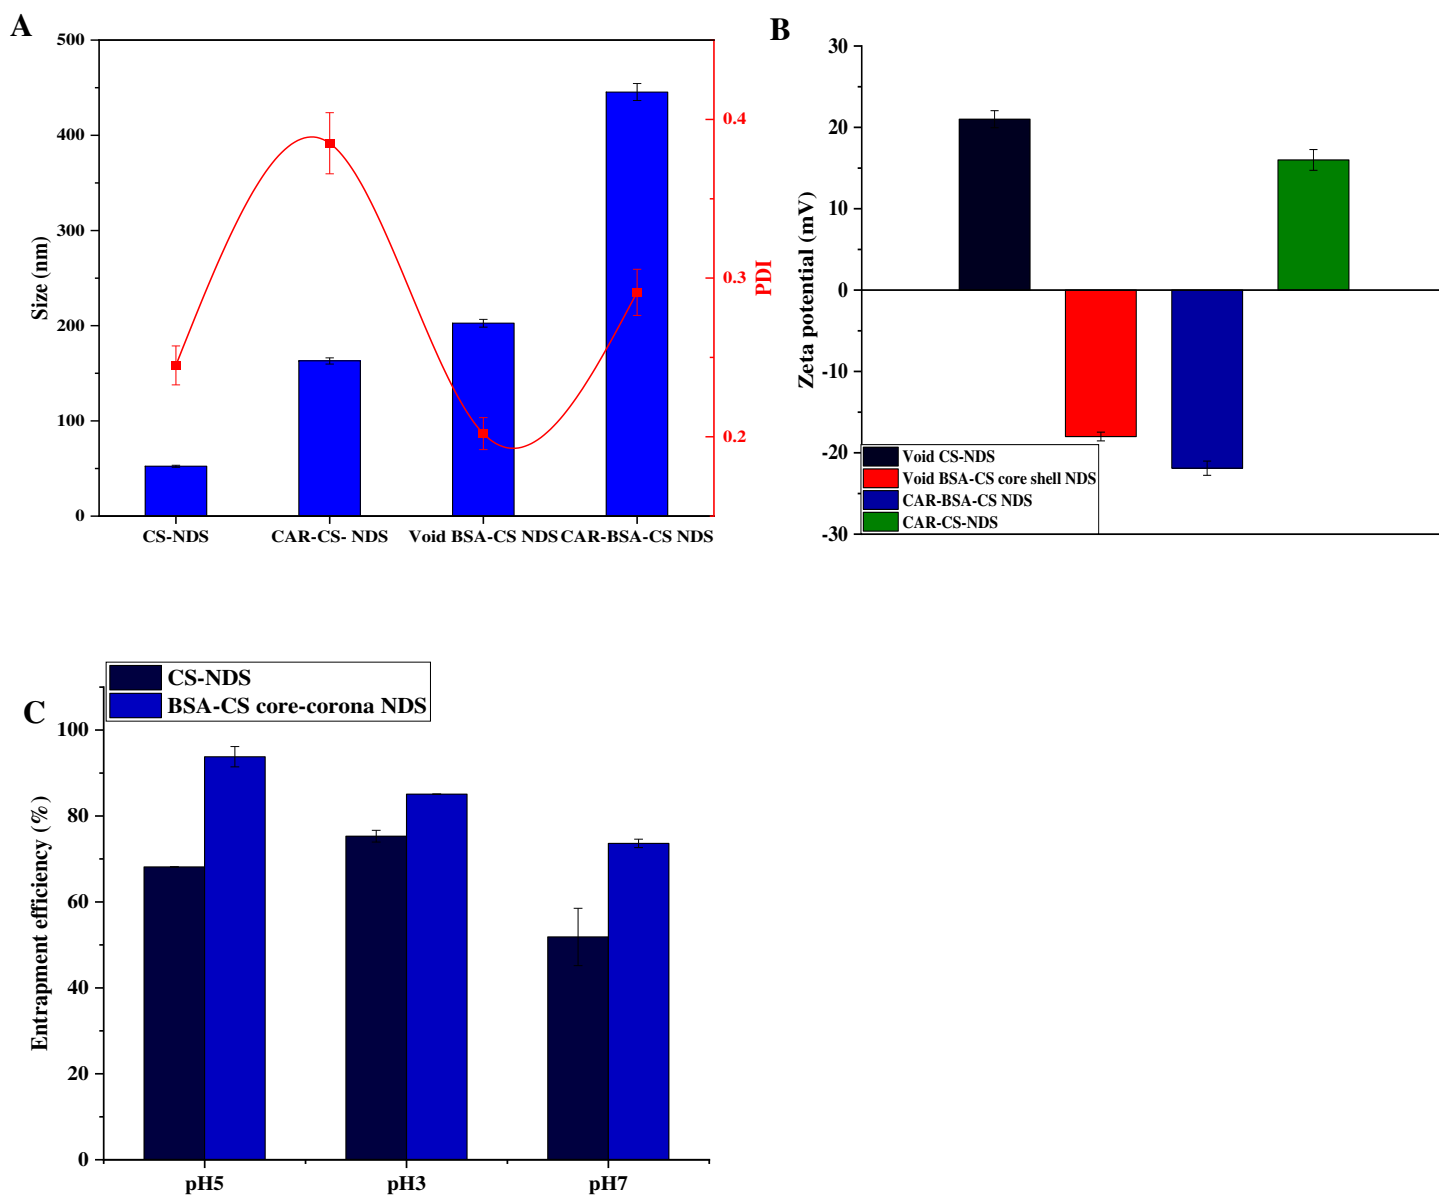 A
500
400
300
200
100
0
Size (nm)
0.4
0.3
0.2
PDI
CS-NDS
CAR-CS- NDS
Void BSA-CS NDS
CAR-BSA-CS NDS
B
30
20
10
0
-10
-20
-30
Zeta potential (mV)
Void CS-NDS
Void BSA-CS core shell NDS
CAR-BSA-CS NDS
CAR-CS-NDS
C
CS-NDS
BSA-CS core-corona NDS
100
80
60
40
20
0
Entrapment efficiency (%)
pH5
pH3
pH7